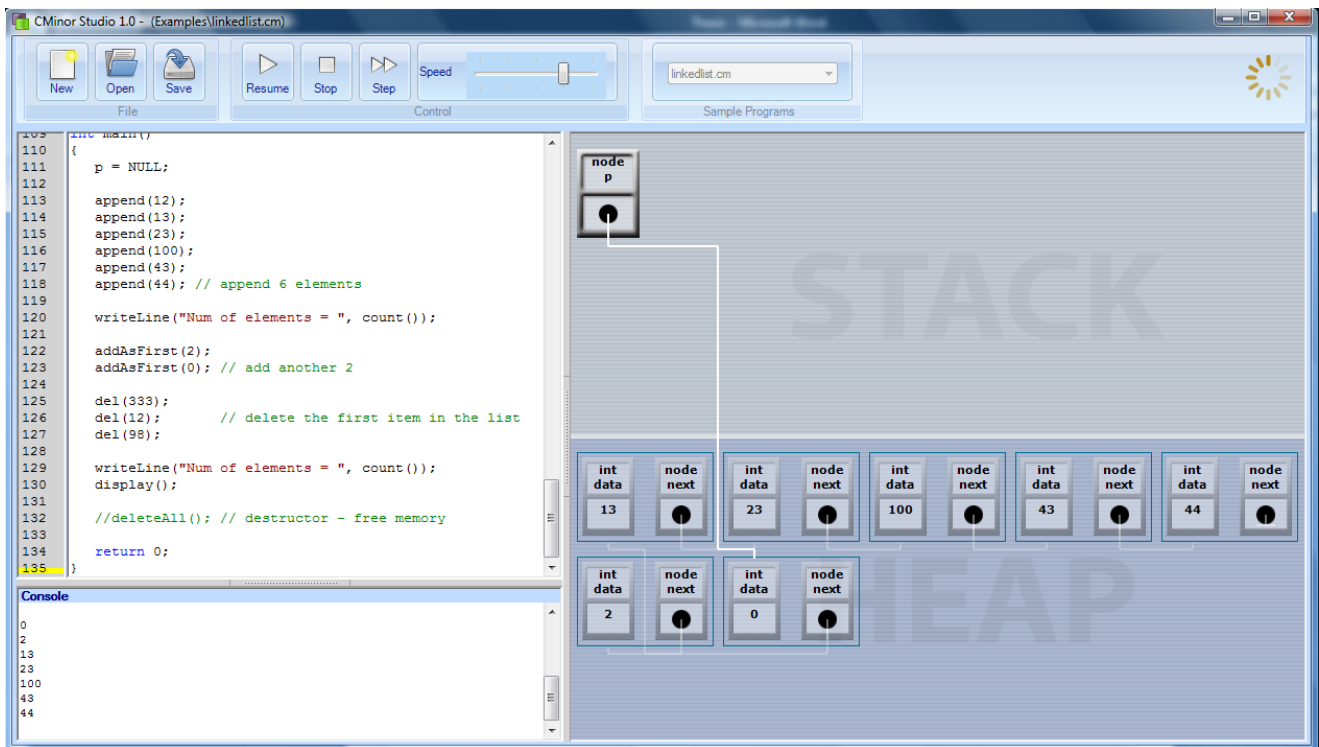 CMinor Studio 1.0 - (Examples\linkedlist.cm)
New
Open
Save
File
Resume
Stop
Step
Speed
Control
linkedlist.cm
Sample Programs
109 int main()
110 {
111 p = NULL;
112
113 append(12);
114 append(13);
115 append(23);
116 append(100);
117 append(43);
118 append(44); // append 6 elements
119
120 writeLine("Num of elements = ", count());
121
122 addAsFirst(2);
123 addAsFirst(0); // add another 2
124
125 del(333);
126 del(12); // delete the first item in the list
127 del(98);
128
129 writeLine("Num of elements = ", count());
130 display();
131
132 //deleteAll(); // destructor - free memory
133
134 return 0;
135 }
Console
0
2
13
23
100
43
44
node
p
STACK
int data
13
node next
int data
23
node next
int data
100
node next
int data
43
node next
int data
44
node next
int data
2
node next
int data
0
node next
HEAP